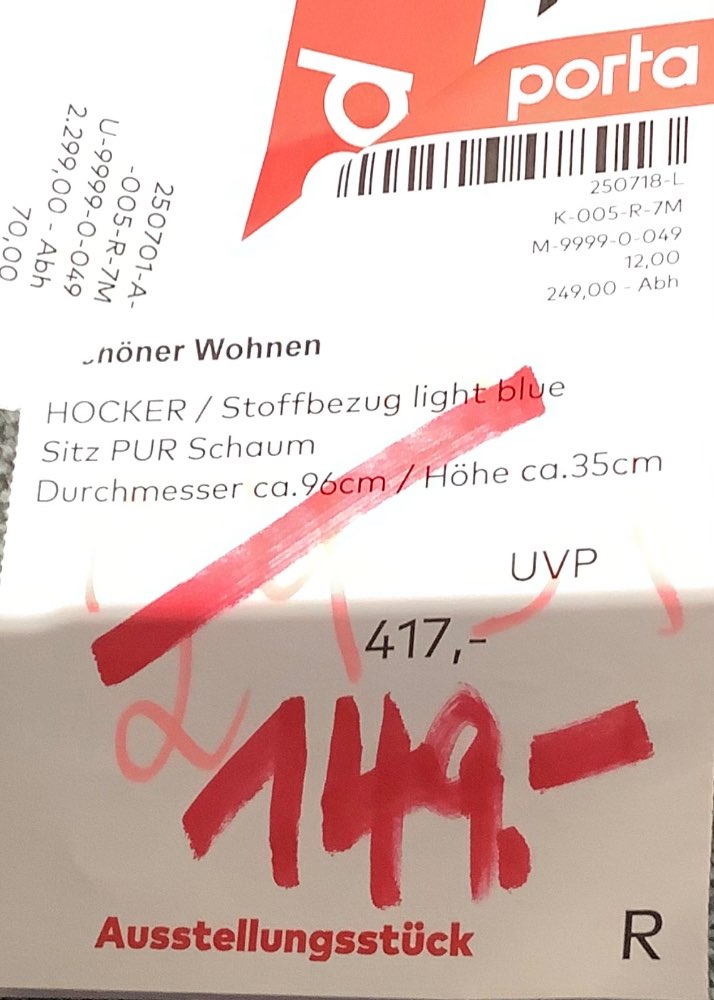 porta
250718-L
K-005-R-7M
M-9999-0-049
12,00
249,00 - Abh
250701-A-
-005-R-7M
U-9999-0-049
2.299,00 - Abh
70,00
nöner Wohnen
HOCKER / Stoffbezug light blue
Sitz PUR Schaum
Durchmesser ca.96cm / Höhe ca.35cm
UVP
417,-
149.-
Ausstellungsstück
R